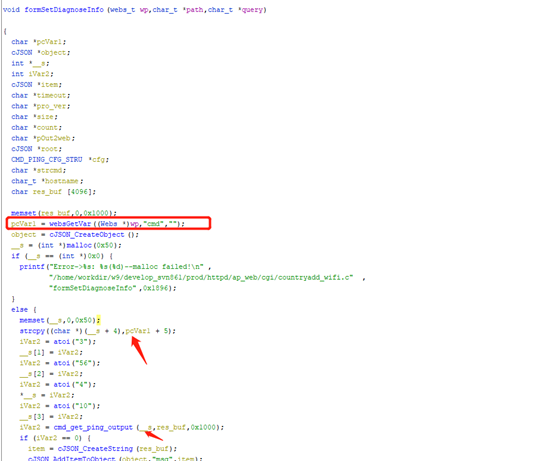 void formSetDiagnoseInfo(webs_t wp,char_t *path,char_t *query)
{
char *pcVar1;
cJSON *object;
int *__s;
int iVar2;
cJSON *item;
char *timeout;
char *pro_ver;
char *size;
char *count;
char *pOut2web;
cJSON *root;
CMD_PING_CFG_STRU *cfg;
char *strcmd;
char_t *hostname;
char res_buf [4096];
memset(res_buf,0,0x1000);
pcVar1 = websGetVar((Webs *)wp,"cmd","");
object = cJSON_CreateObject();
__s = (int *)malloc(0x50);
if (__s == (int *)0x0) {
printf("Error->%s: %s(%d)--malloc failed!\n" ,
"/home/workdir/w9/develop_svn861/prod/httpd/ap_web/cgi/countryadd_wifi.c" ,
"formSetDiagnoseInfo",0x1896);
}
else {
memset(__s,0,0x50);
strcpy((char *)(__s + 4),pcVar1 + 5);
iVar2 = atoi("3");
__s[1] = iVar2;
iVar2 = atoi("56");
__s[2] = iVar2;
iVar2 = atoi("4");
*__s = iVar2;
iVar2 = atoi("10");
__s[3] = iVar2;
iVar2 = cmd_get_ping_output(__s,res_buf,0x1000);
if (iVar2 == 0) {
item = cJSON_CreateString(res_buf);
cJSON_AddItemToObject(object,"msg",item);